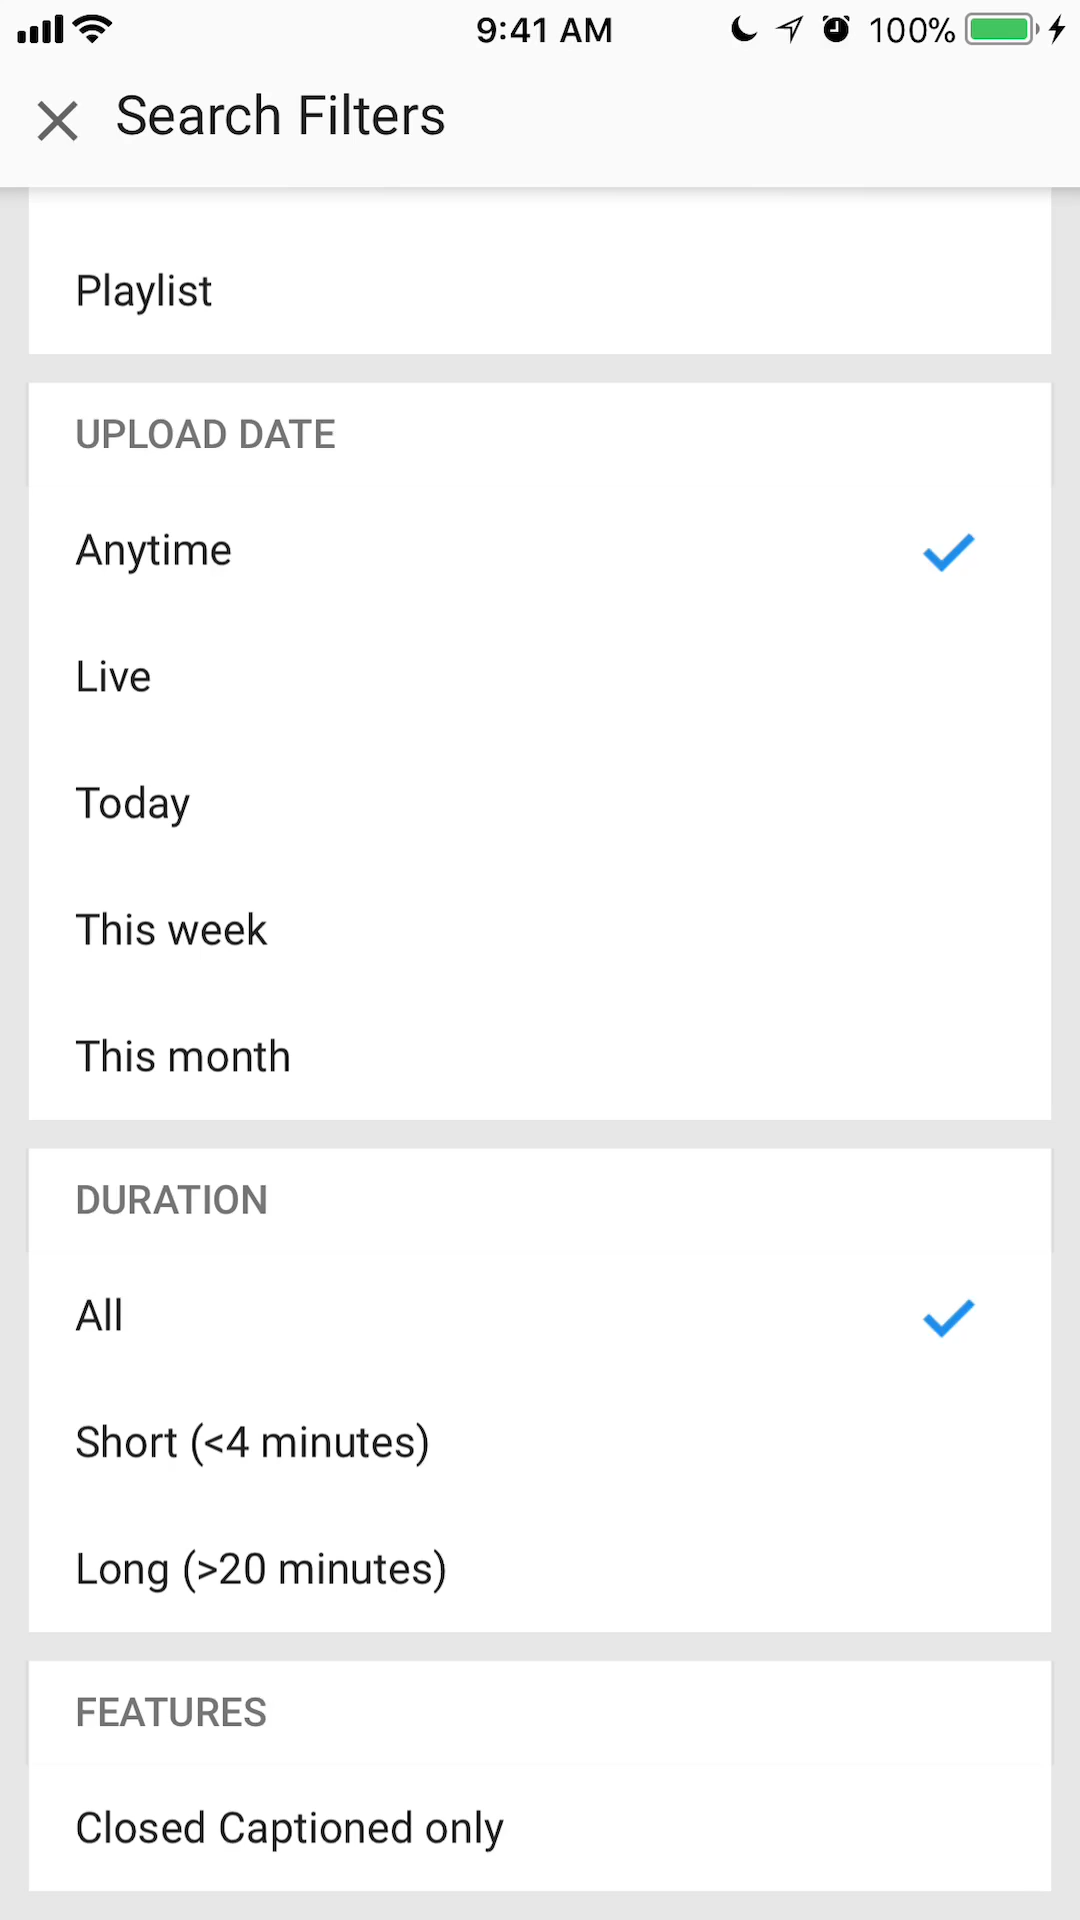 9:41 AM 100%
Search Filters
Playlist
UPLOAD DATE
Anytime
Live
Today
This week
This month
DURATION
All
Short (<4 minutes)
Long (>20 minutes)
FEATURES
Closed Captioned only